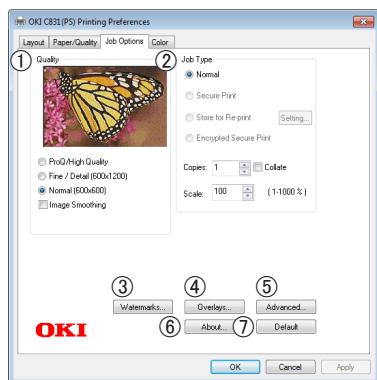 OKI C831(PS) Printing Preferences
Layout Paper/Quality Job Options Color
① Quality
② Job Type
Normal
Secure Print
Store for Re-print Setting...
Encrypted Secure Print
ProQ/High Quality
Fine / Detail (600x1200)
Normal (600x600)
Image Smoothing
Copies: 1 Collate
Scale: 100 (1-1000 %)
③ ④ ⑤
Watermarks... Overlays... Advanced...
OKI ⑥ About... ⑦ Default
OK Cancel Apply